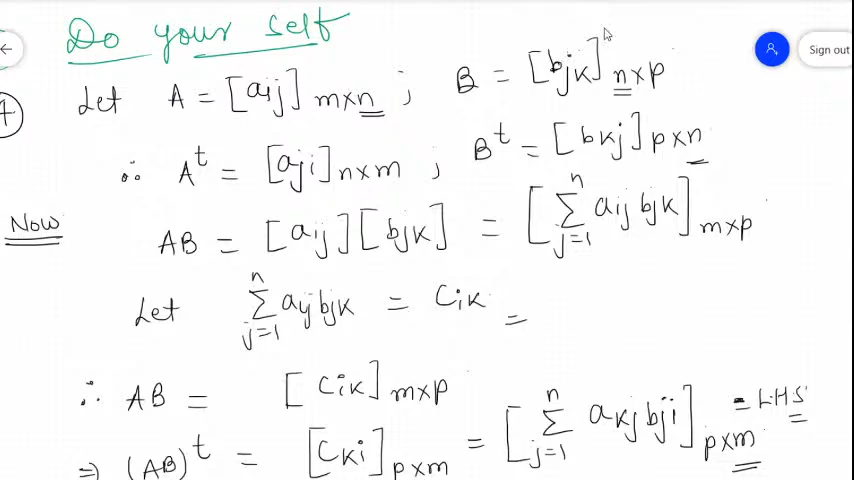 Do your self
Sign out
4 Let A = [aij] m×n ; B = [bjk] n×p
∴ A^t = [aji] n×m ; B^t = [bkj] p×n
Now AB = [aij][bjk] = [ n∑j=1 aij bjk ] m×p
Let n∑j=1 aij bjk = Cik =
∴ AB = [Cik] m×p
⇒ (AB)^t = [Cki] p×m = [ n∑j=1 akj bji ] p×m = L.H.S